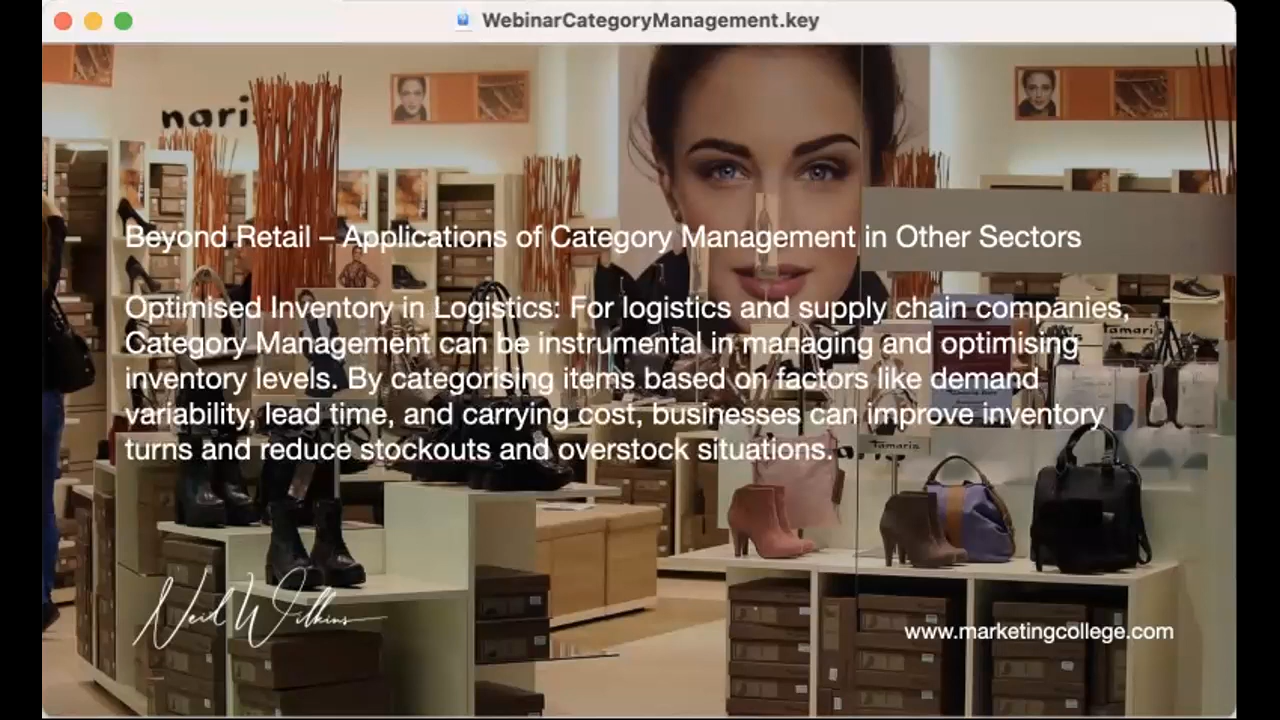 WebinarCategoryManagement.key
naris
Beyond Retail – Applications of Category Management in Other Sectors
Optimised Inventory in Logistics: For logistics and supply chain companies,
Category Management can be instrumental in managing and optimising
inventory levels. By categorising items based on factors like demand
variability, lead time, and carrying cost, businesses can improve inventory
turns and reduce stockouts and overstock situations.
Tamaris
Neil Wilkins
www.marketingcollege.com